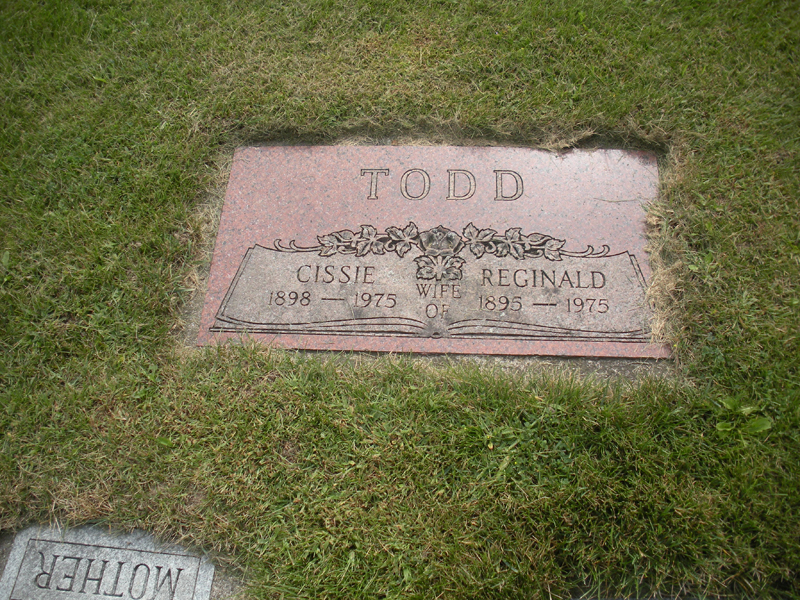 TODD
CISSIE WIFE OF REGINALD
1898 — 1975 1895 — 1975
MOTHER